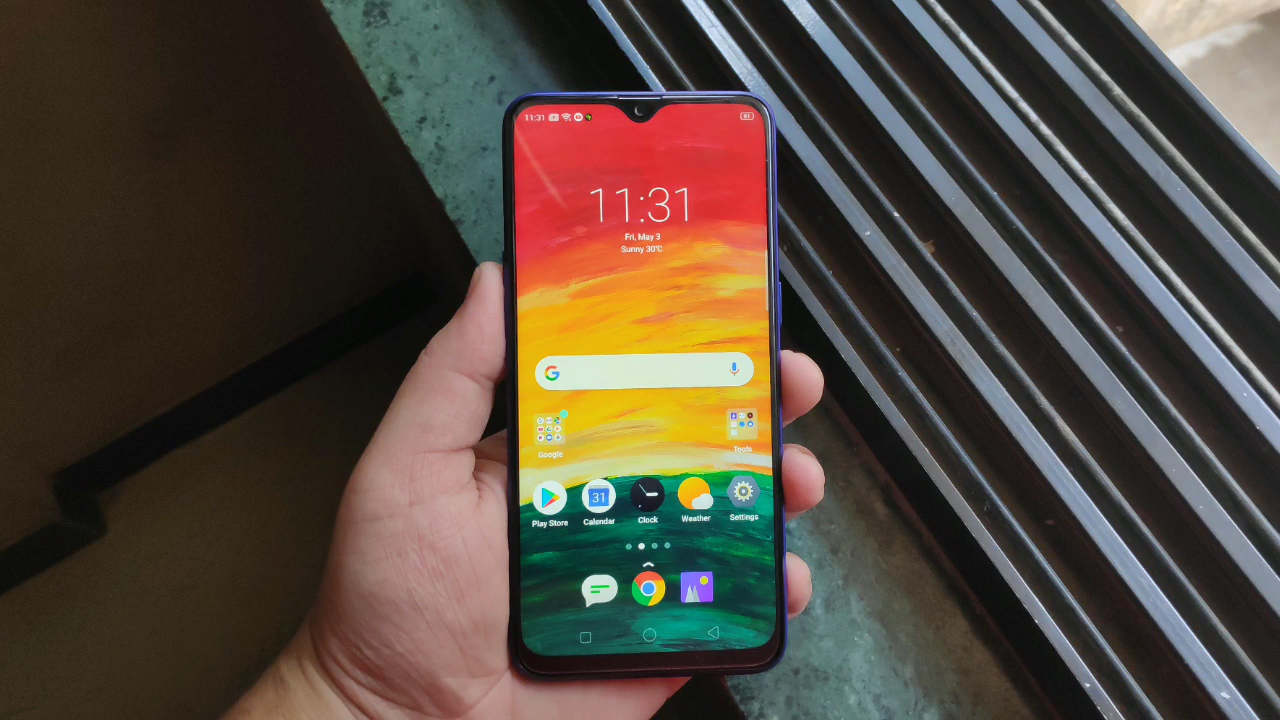 11:31
11:31
Fri, May 3
Sunny 30°C
G
Google
Tools
31
Play Store
Calendar
Clock
Weather
Settings